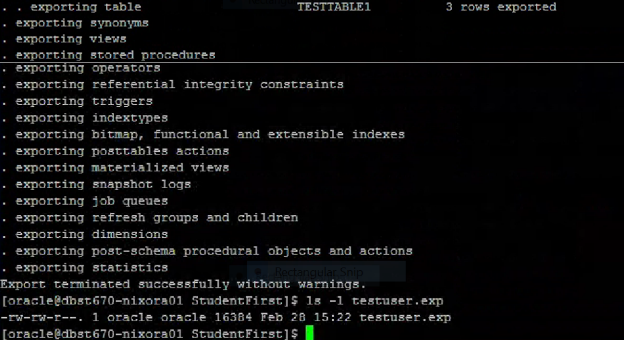 . . exporting table                     TESTTABLE1          3 rows exported
. exporting synonyms
. exporting views
. exporting stored procedures
. exporting operators
. exporting referential integrity constraints
. exporting triggers
. exporting indextypes
. exporting bitmap, functional and extensible indexes
. exporting posttables actions
. exporting materialized views
. exporting snapshot logs
. exporting job queues
. exporting refresh groups and children
. exporting dimensions
. exporting post-schema procedural objects and actions
. exporting statistics
Rectangular Snip
Export terminated successfully without warnings.
[oracle@dbst670-nixora01 StudentFirst]$ ls -l testuser.exp
-rw-rw-r--. 1 oracle oracle 16384 Feb 28 15:22 testuser.exp
[oracle@dbst670-nixora01 StudentFirst]$